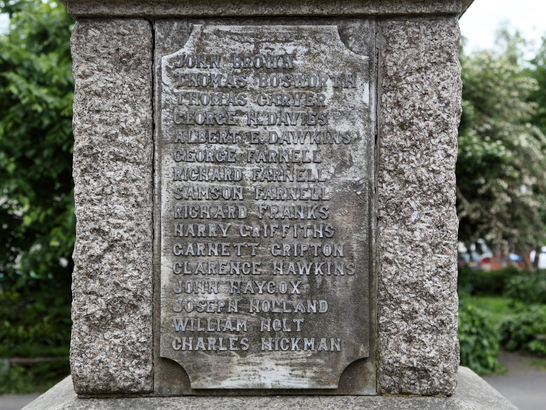 JOHN BROWN
THOMAS BOSWORTH
THOMAS CARVER
GEORGE H. DAVIES
ALBERT E. DAWKINS
GEORGE FARNELL
RICHARD FARNELL
SAMSON FARNELL
RICHARD FRANKS
HARRY GRIFFITHS
GARNETT GRIPTON
CLARENCE HAWKINS
JOHN HAYCOX
JOSEPH HOLLAND
WILLIAM HOLT
CHARLES HICKMAN